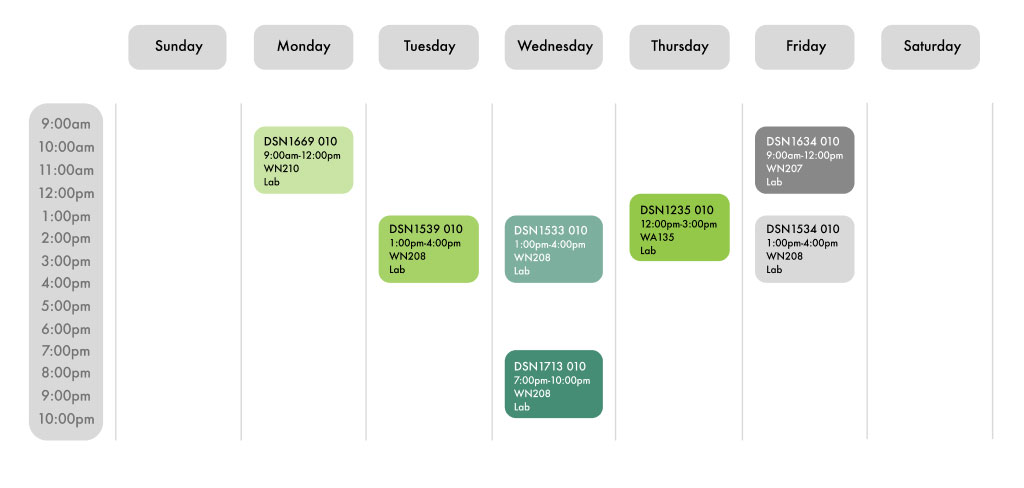 Sunday
Monday
Tuesday
Wednesday
Thursday
Friday
Saturday
9:00am
10:00am
11:00am
12:00pm
1:00pm
2:00pm
3:00pm
4:00pm
5:00pm
6:00pm
7:00pm
8:00pm
9:00pm
10:00pm
DSN1669 010
9:00am-12:00pm
WN210
Lab
DSN1539 010
1:00pm-4:00pm
WN208
Lab
DSN1533 010
1:00pm-4:00pm
WN208
Lab
DSN1713 010
7:00pm-10:00pm
WN208
Lab
DSN1235 010
12:00pm-3:00pm
WA135
Lab
DSN1634 010
9:00am-12:00pm
WN207
Lab
DSN1534 010
1:00pm-4:00pm
WN208
Lab